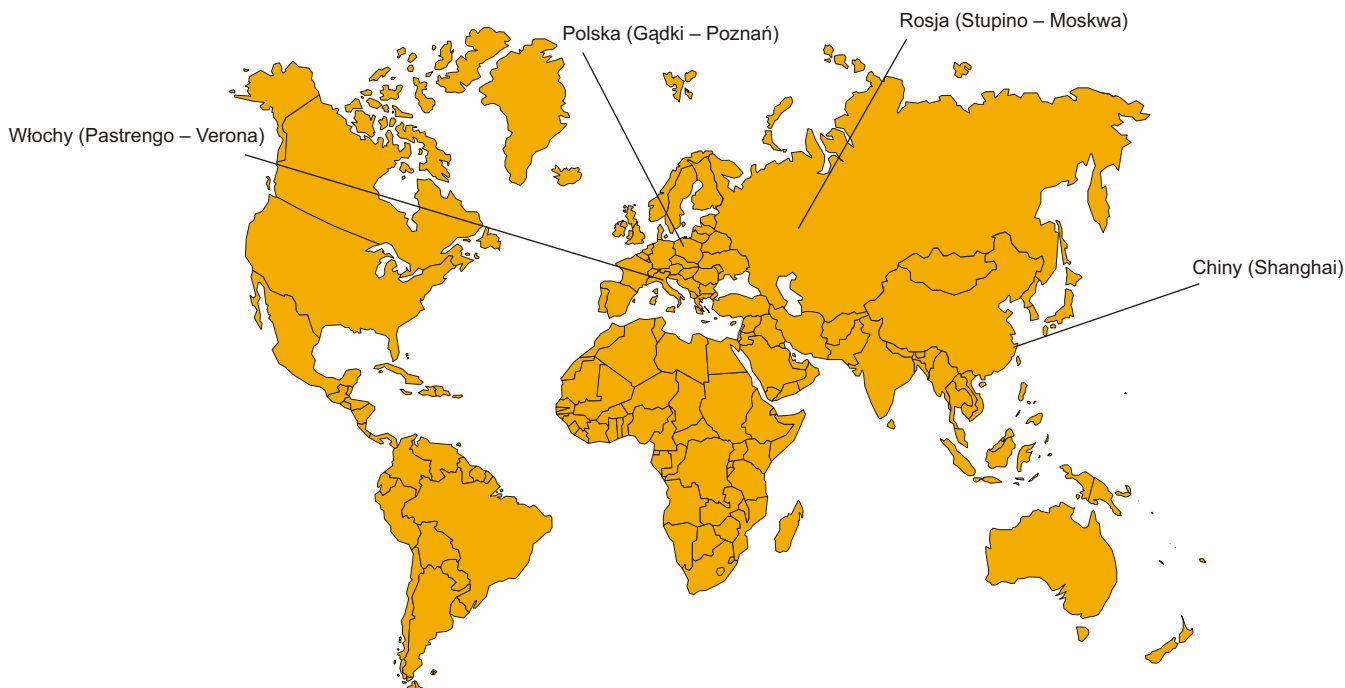 Rosja (Stupino – Moskwa)
Polska (Gądki – Poznań)
Włochy (Pastrengo – Verona)
Chiny (Shanghai)